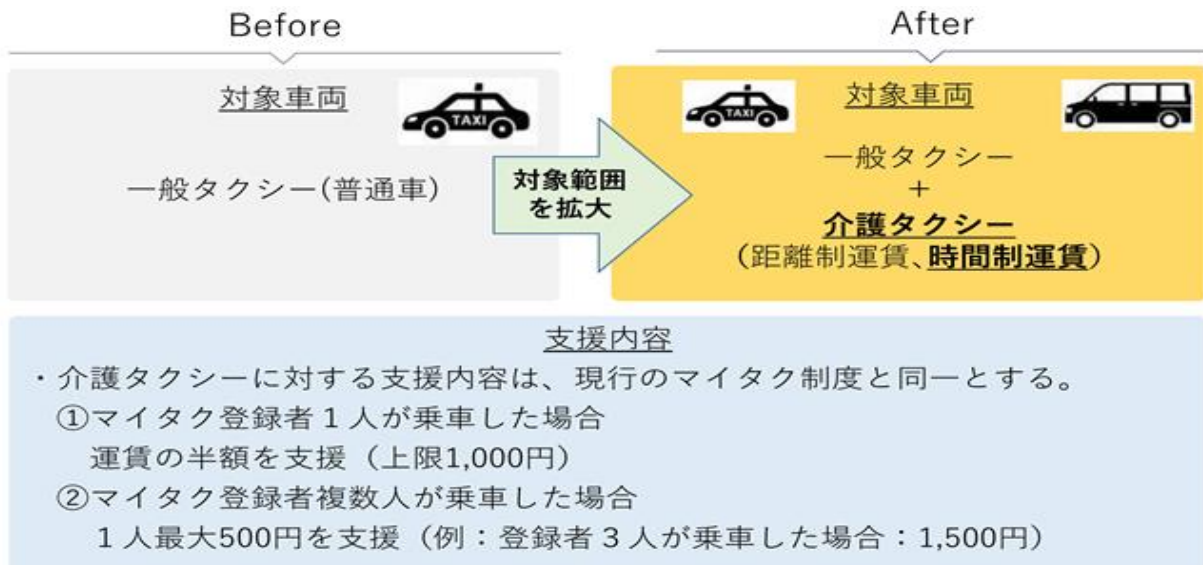 Before
対象車両
TAXI
一般タクシー(普通車)
対象範囲
を拡大
After
対象車両
TAXI
一般タクシー
+
介護タクシー
(距離制運賃、時間制運賃)
支援内容
・介護タクシーに対する支援内容は、現行のマイタク制度と同一とする。
①マイタク登録者1人が乗車した場合
運賃の半額を支援(上限1,000円)
②マイタク登録者複数人が乗車した場合
1人最大500円を支援(例：登録者3人が乗車した場合：1,500円)